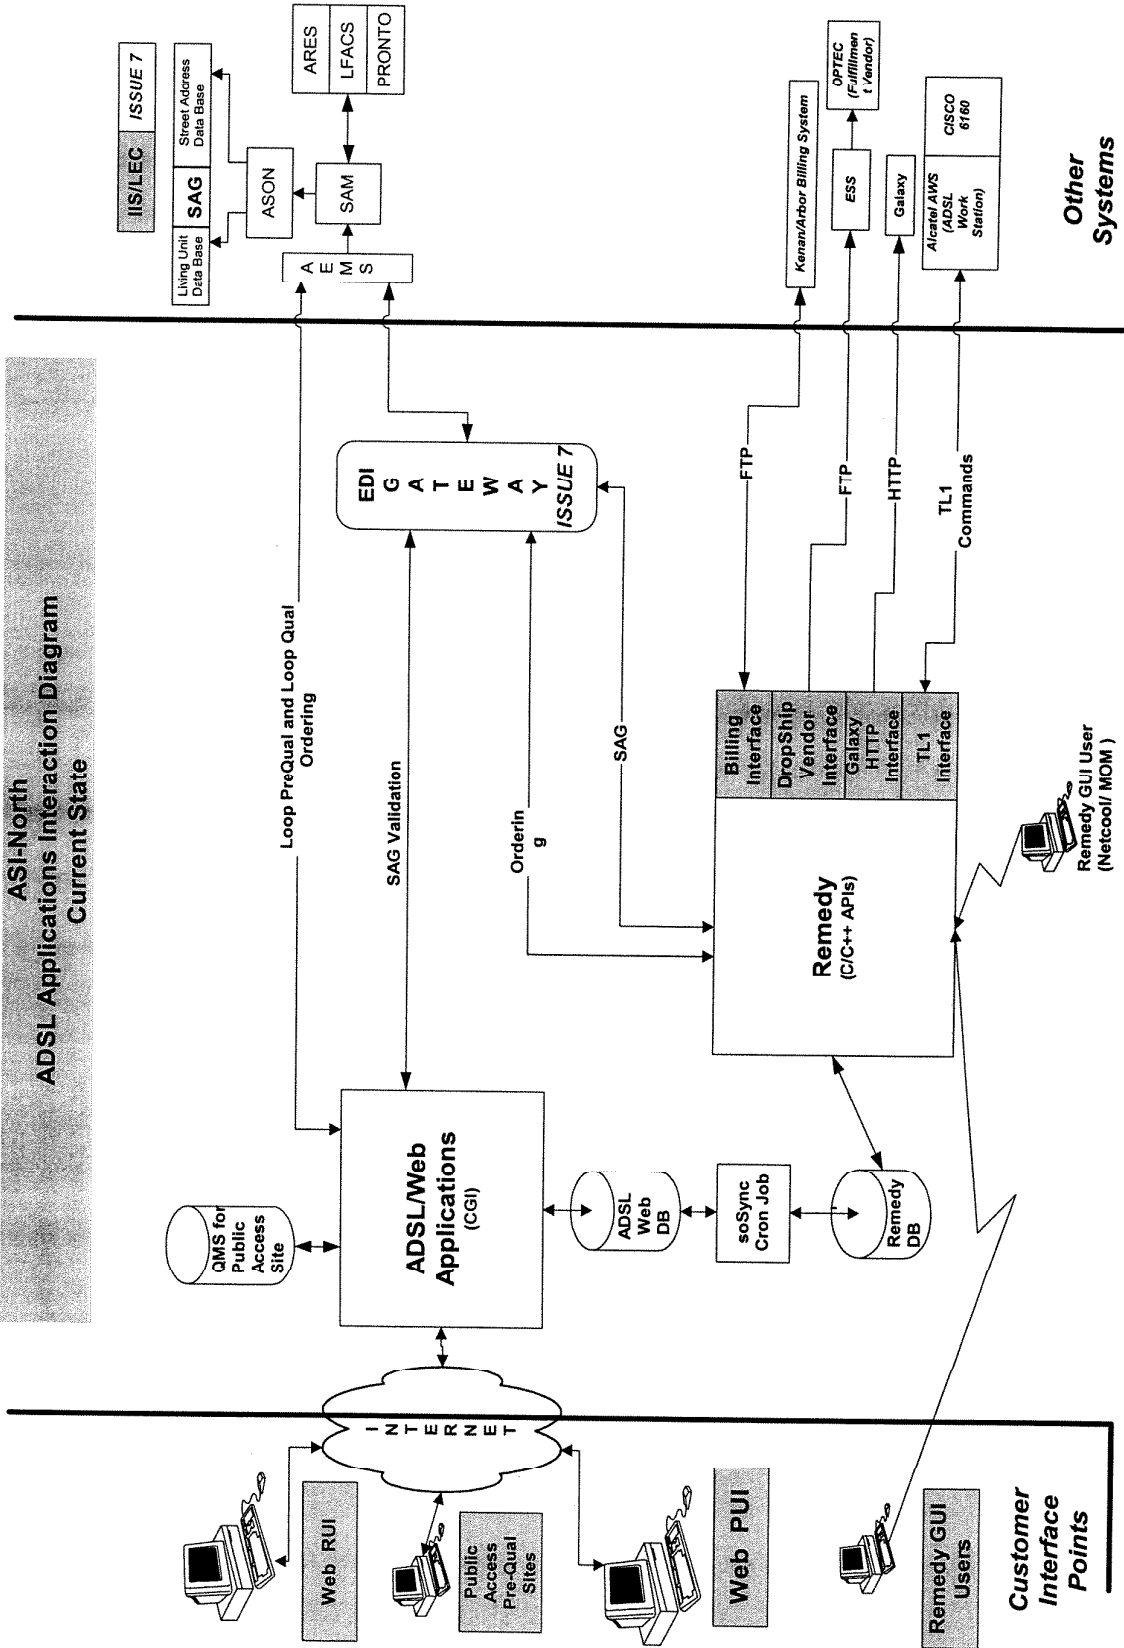 ASI-North
ADSL Applications Interaction Diagram
Current State
IIS/LEC
ISSUE 7
Living Unit
Data Base
SAG
Street Address
Data Base
ASON
ARES
LFACS
PRONTO
SAM
A
E
M
S
Loop PreQual and Loop Qual
Ordering
QMS for
Public
Access
Site
Web RUI
I
N
T
E
R
N
E
T
Public
Access
Pre-Qual
Sites
Web PUI
ADSL/Web
Applications
(CGI)
SAG Validation
EDI
G
A
T
E
W
A
Y
ISSUE 7
Orderin
g
SAG
ADSL
Web
DB
soSync
Cron Job
Remedy
DB
Remedy
(C/C++ APIs)
Billing
Interface
DropShip
Vendor
Interface
Galaxy
HTTP
Interface
TL1
Interface
FTP
FTP
HTTP
TL1
Commands
Kenan/Arbor Billing System
ESS
OPTEC
(Fulfillmen
t Vendor)
Galaxy
Alcatel AWS
(ADSL
Work
Station)
CISCO
6160
Remedy GUI User
(Netcool/ MOM )
Remedy GUI
Users
Customer
Interface
Points
Other
Systems